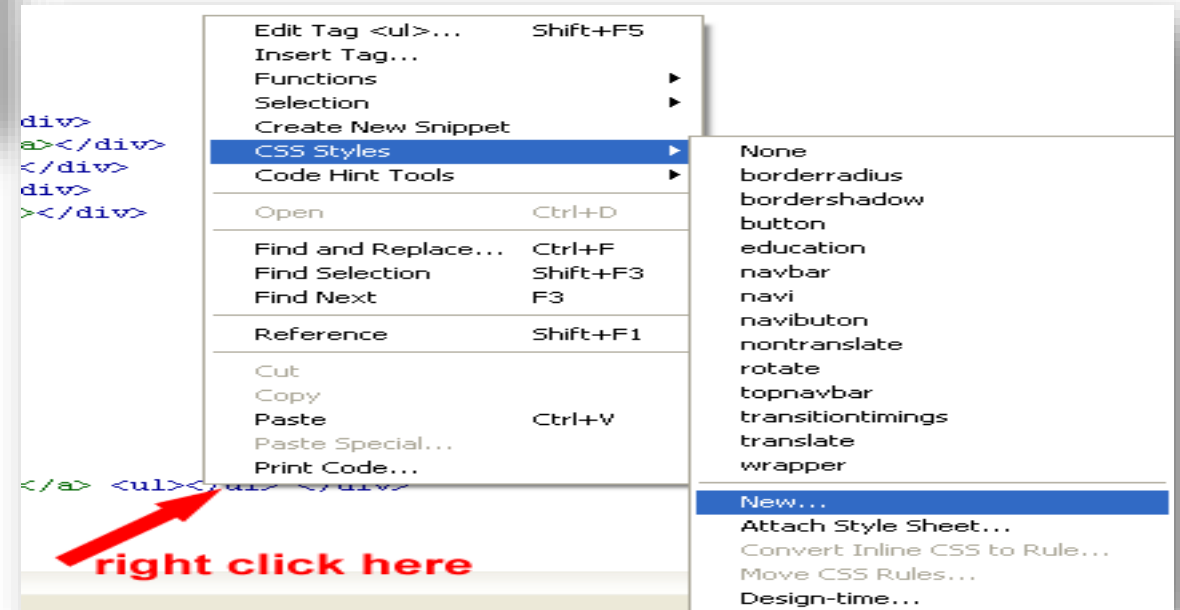 div>
a></div>
</div>
div>
></div>
</a> <ul></ul> </div>
Edit Tag <ul>... Shift+F5
Insert Tag...
Functions
Selection
Create New Snippet
CSS Styles
Code Hint Tools
Open Ctrl+D
Find and Replace... Ctrl+F
Find Selection Shift+F3
Find Next F3
Reference Shift+F1
Cut
Copy
Paste Ctrl+V
Paste Special...
Print Code...
None
borderradius
bordershadow
button
education
navbar
navi
navibuton
nontranslate
rotate
topnavbar
transitiontimings
translate
wrapper
New...
Attach Style Sheet...
Convert Inline CSS to Rule...
Move CSS Rules...
Design-time...
right click here